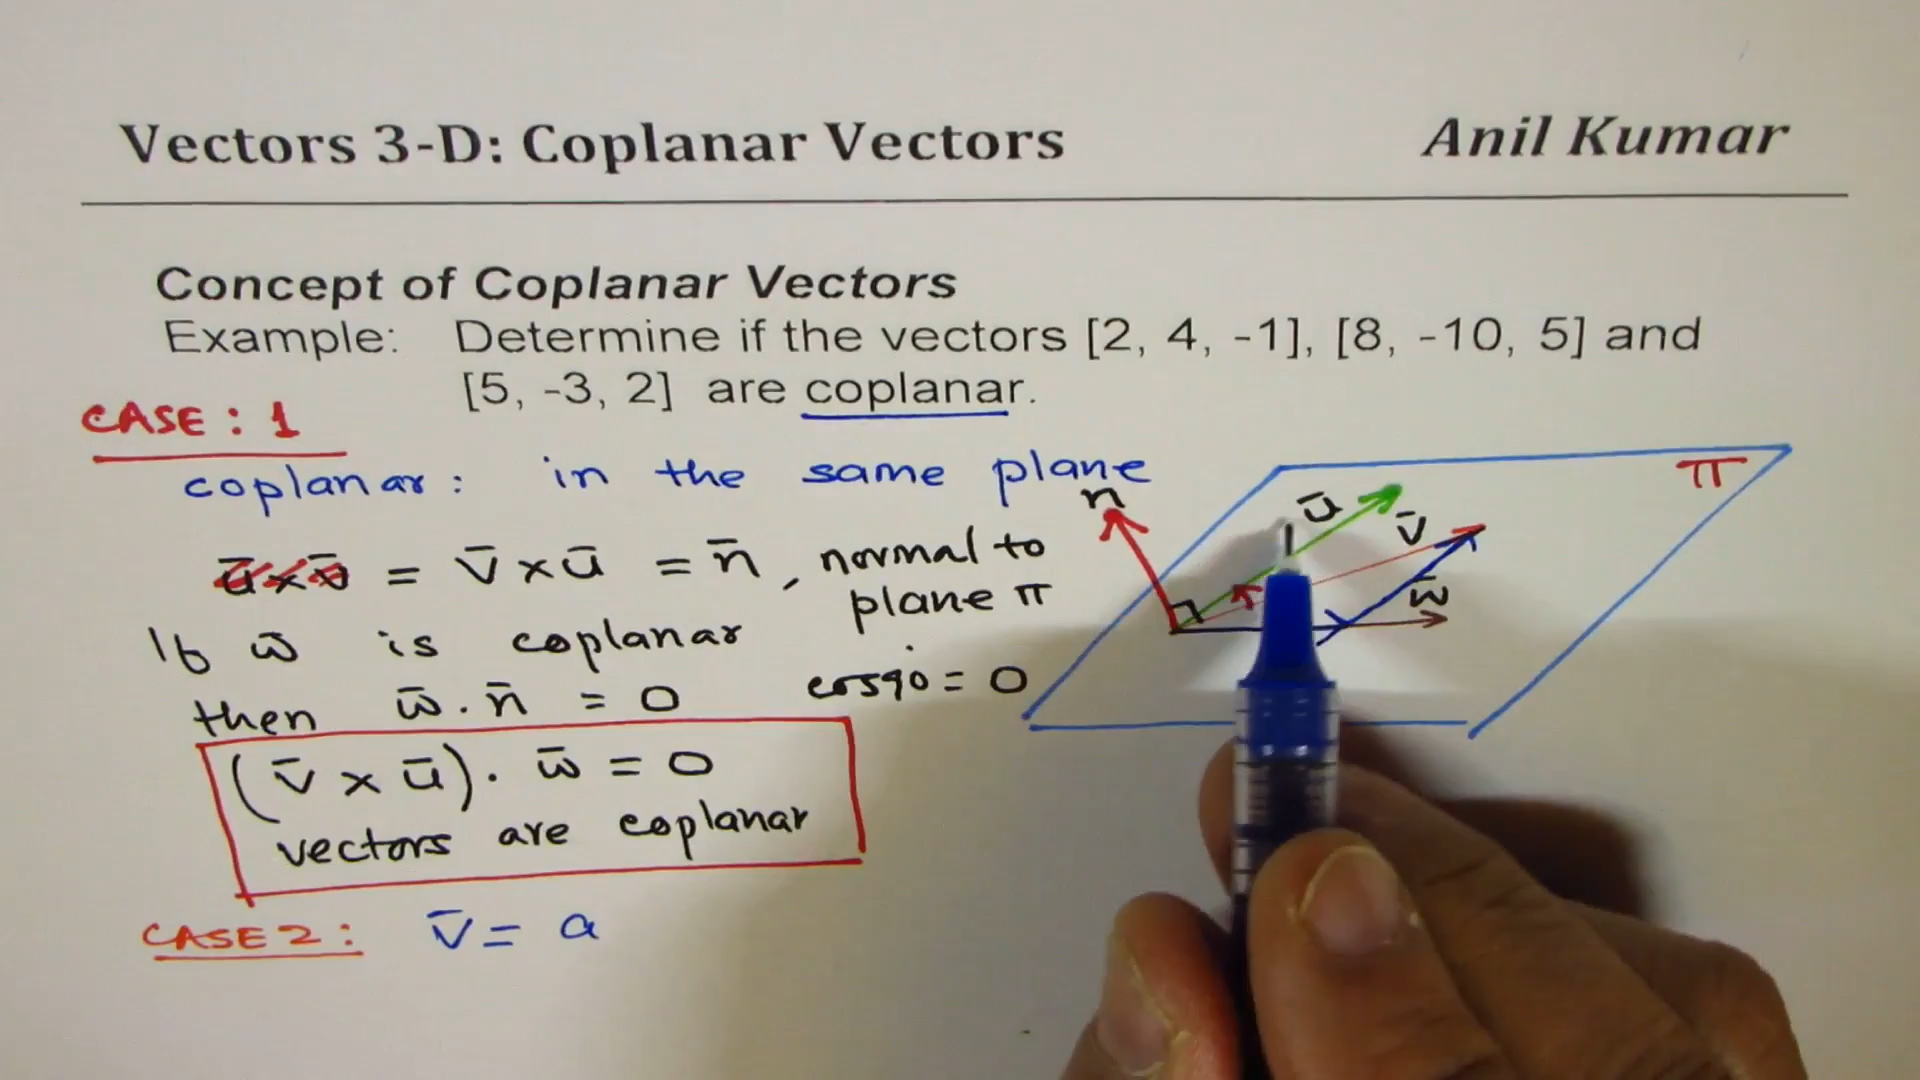 Vectors 3-D: Coplanar Vectors Anil Kumar
Concept of Coplanar Vectors
Example: Determine if the vectors [2, 4, -1], [8, -10, 5] and
[5, -3, 2] are coplanar.
CASE : 1
coplanar : in the same plane
u̅ x v̅ = v̅ x u̅ = n̅, normal to
plane π
If w̅ is coplanar
then w̅ . n̅ = 0 cos90° = 0
(v̅ x u̅) . w̅ = 0
vectors are coplanar
CASE 2 : v̅ = a
n
u̅
v̅
w̅
π